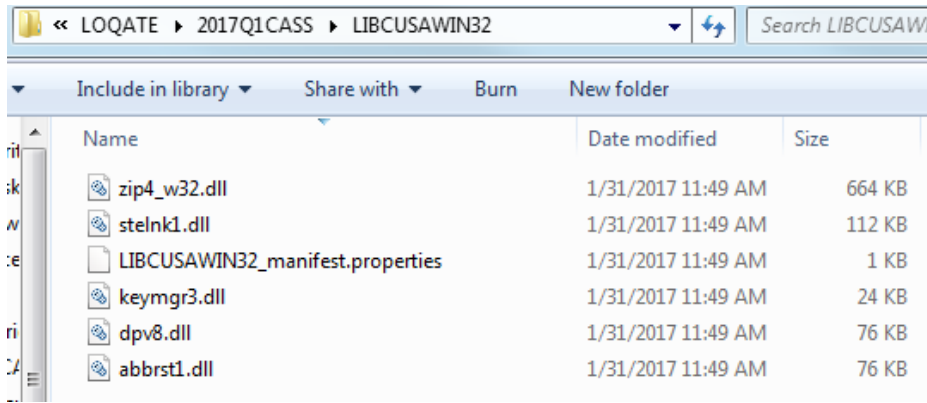 « LOQATE ▸ 2017Q1CASS ▸ LIBCUSAWIN32 Search LIBCUSAWI
Include in library ▼ Share with ▼ Burn New folder
Name Date modified Size
zip4_w32.dll 1/31/2017 11:49 AM 664 KB
stelnk1.dll 1/31/2017 11:49 AM 112 KB
LIBCUSAWIN32_manifest.properties 1/31/2017 11:49 AM 1 KB
keymgr3.dll 1/31/2017 11:49 AM 24 KB
dpv8.dll 1/31/2017 11:49 AM 76 KB
abbrst1.dll 1/31/2017 11:49 AM 76 KB